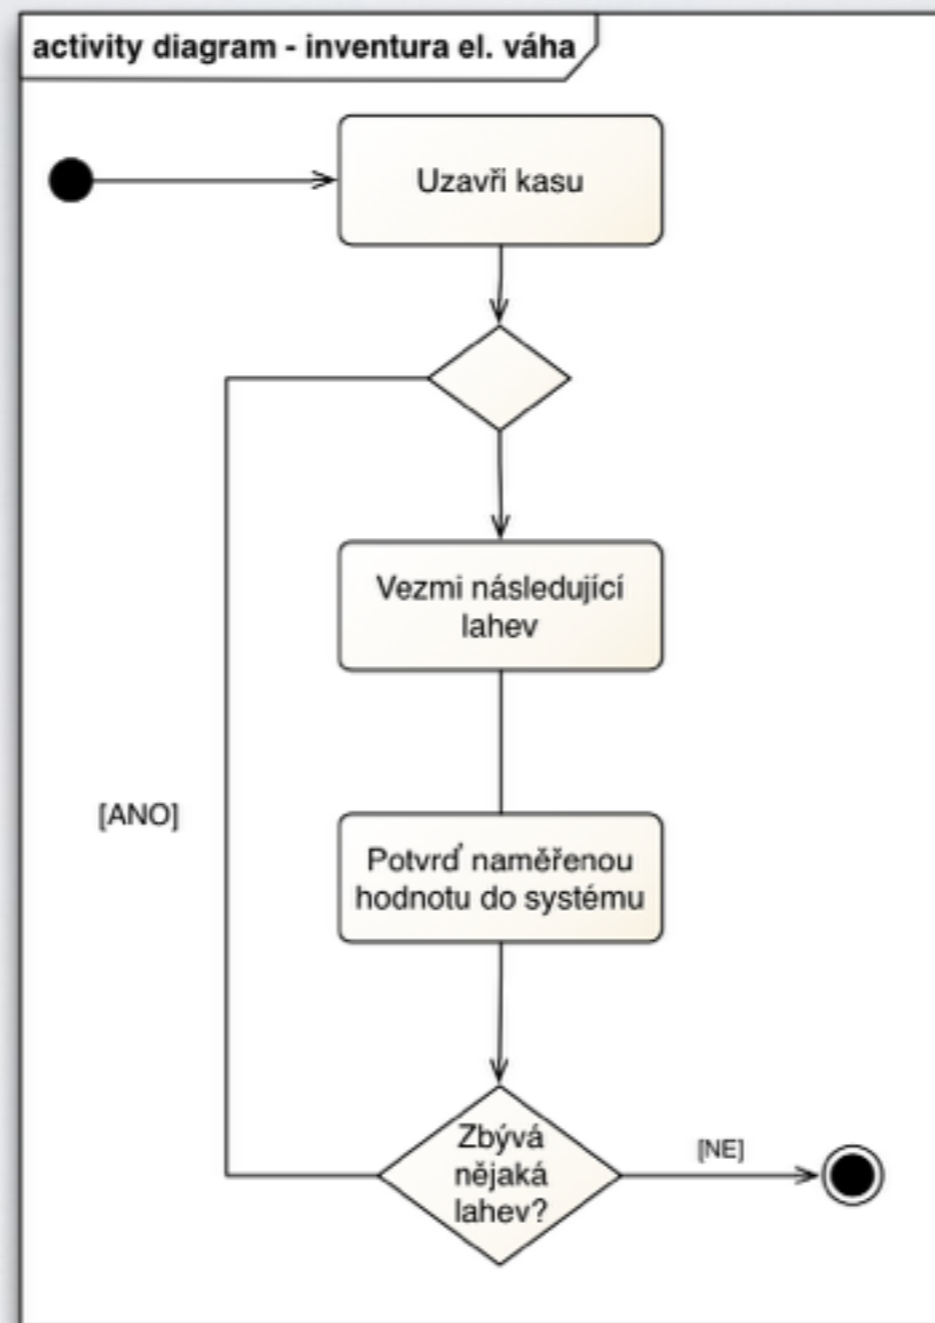 activity diagram - inventura el. váha
Uzavři kasu
Vezmi následující
lahev
[ANO]
Potvrď naměřenou
hodnotu do systému
Zbývá
nějaká
lahev?
[NE]